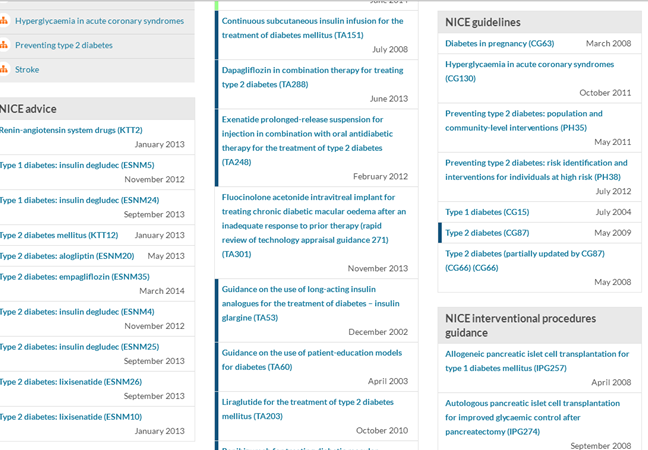 Hyperglycaemia in acute coronary syndromes
Preventing type 2 diabetes
Stroke
NICE advice
Renin-angiotensin system drugs (KTT2)
January 2013
Type 1 diabetes: insulin degludec (ESNM5)
November 2012
Type 1 diabetes: insulin degludec (ESNM24)
September 2013
Type 2 diabetes mellitus (KTT12) January 2013
Type 2 diabetes: alogliptin (ESNM20) May 2013
Type 2 diabetes: empagliflozin (ESNM35)
March 2014
Type 2 diabetes: insulin degludec (ESNM4)
November 2012
Type 2 diabetes: insulin degludec (ESNM25)
September 2013
Type 2 diabetes: lixisenatide (ESNM26)
September 2013
Type 2 diabetes: lixisenatide (ESNM10)
January 2013
Continuous subcutaneous insulin infusion for the
treatment of diabetes mellitus (TA151)
July 2008
Dapagliflozin in combination therapy for treating
type 2 diabetes (TA288)
June 2013
Exenatide prolonged-release suspension for
injection in combination with oral antidiabetic
therapy for the treatment of type 2 diabetes
(TA248)
February 2012
Fluocinolone acetonide intravitreal implant for
treating chronic diabetic macular oedema after an
inadequate response to prior therapy (rapid
review of technology appraisal guidance 271)
(TA301)
November 2013
Guidance on the use of long-acting insulin
analogues for the treatment of diabetes – insulin
glargine (TA53)
December 2002
Guidance on the use of patient-education models
for diabetes (TA60)
April 2003
Liraglutide for the treatment of type 2 diabetes
mellitus (TA203)
October 2010
NICE guidelines
Diabetes in pregnancy (CG63) March 2008
Hyperglycaemia in acute coronary syndromes
(CG130)
October 2011
Preventing type 2 diabetes: population and
community-level interventions (PH35)
May 2011
Preventing type 2 diabetes: risk identification and
interventions for individuals at high risk (PH38)
July 2012
Type 1 diabetes (CG15) July 2004
Type 2 diabetes (CG87) May 2009
Type 2 diabetes (partially updated by CG87)
(CG66) (CG66)
May 2008
NICE interventional procedures
guidance
Allogeneic pancreatic islet cell transplantation for
type 1 diabetes mellitus (IPG257)
April 2008
Autologous pancreatic islet cell transplantation
for improved glycaemic control after
pancreatectomy (IPG274)
September 2008